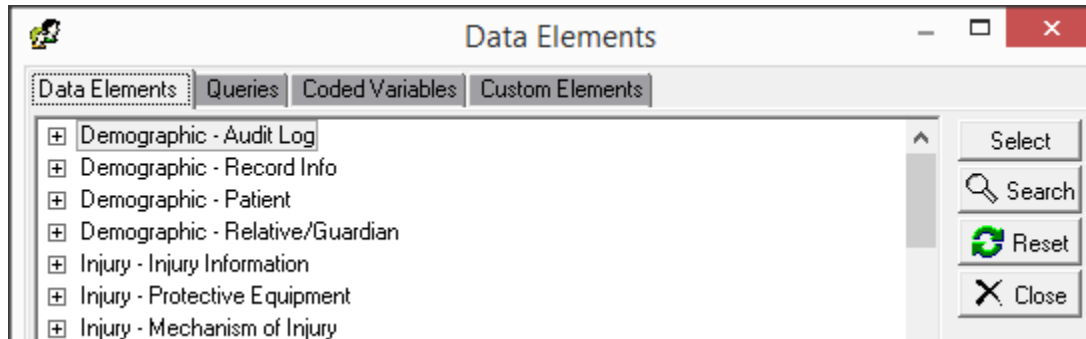 Data Elements
Data Elements Queries Coded Variables Custom Elements
Demographic - Audit Log
Demographic - Record Info
Demographic - Patient
Demographic - Relative/Guardian
Injury - Injury Information
Injury - Protective Equipment
Injury - Mechanism of Injury
Select
Search
Reset
Close